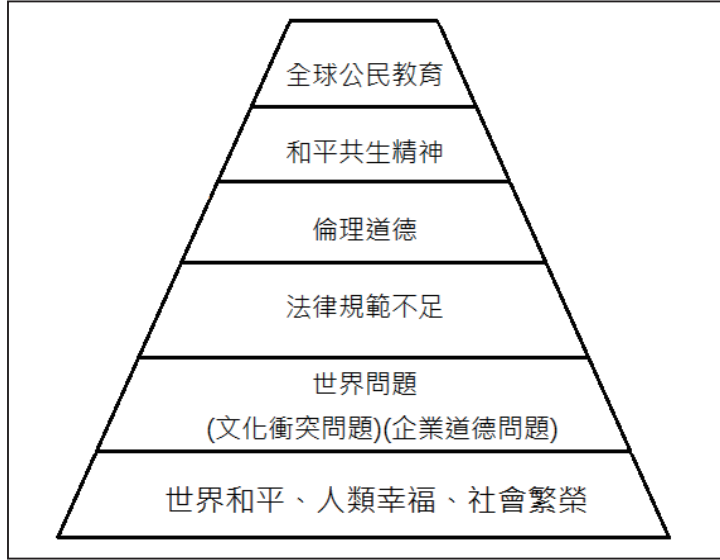 全球公民教育
和平共生精神
倫理道德
法律規範不足
世界問題
(文化衝突問題)(企業道德問題)
世界和平、人類幸福、社會繁榮